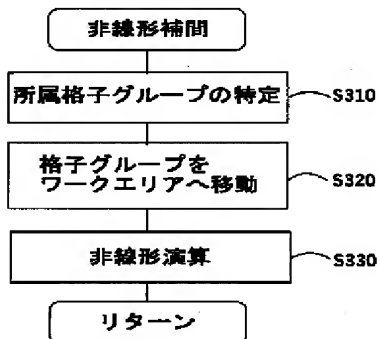 非線形補間
所属格子グループの特定
S310
格子グループを
ワークエリアへ移動
S320
非線形演算
S330
リターン